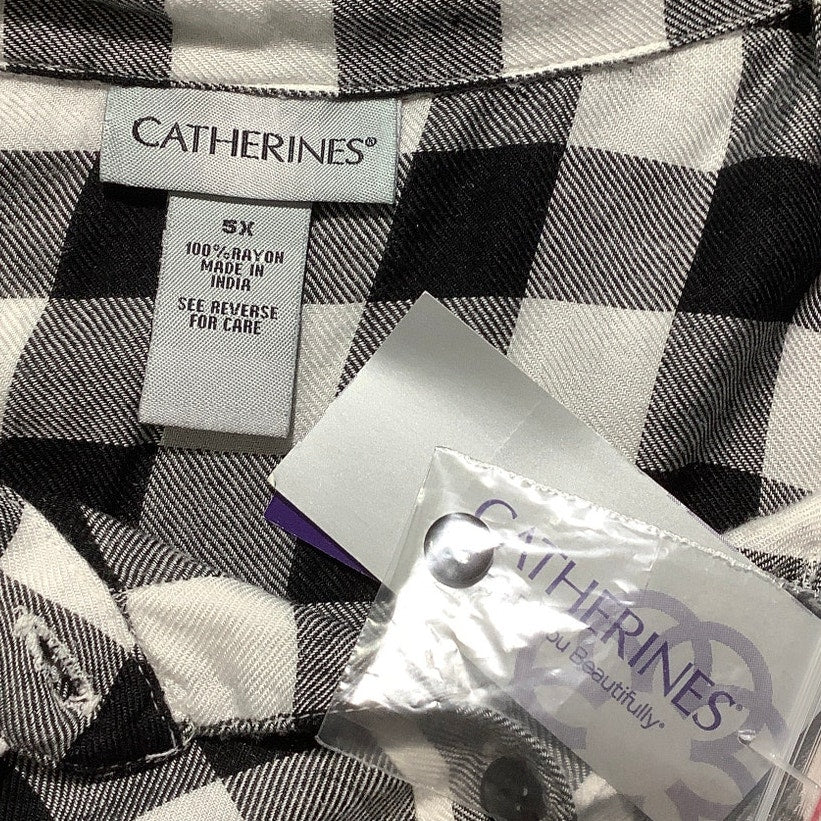 CATHERINES®
5X
100% RAYON
MADE IN
INDIA
SEE REVERSE
FOR CARE
CATHERINES®
ou Beautifully®